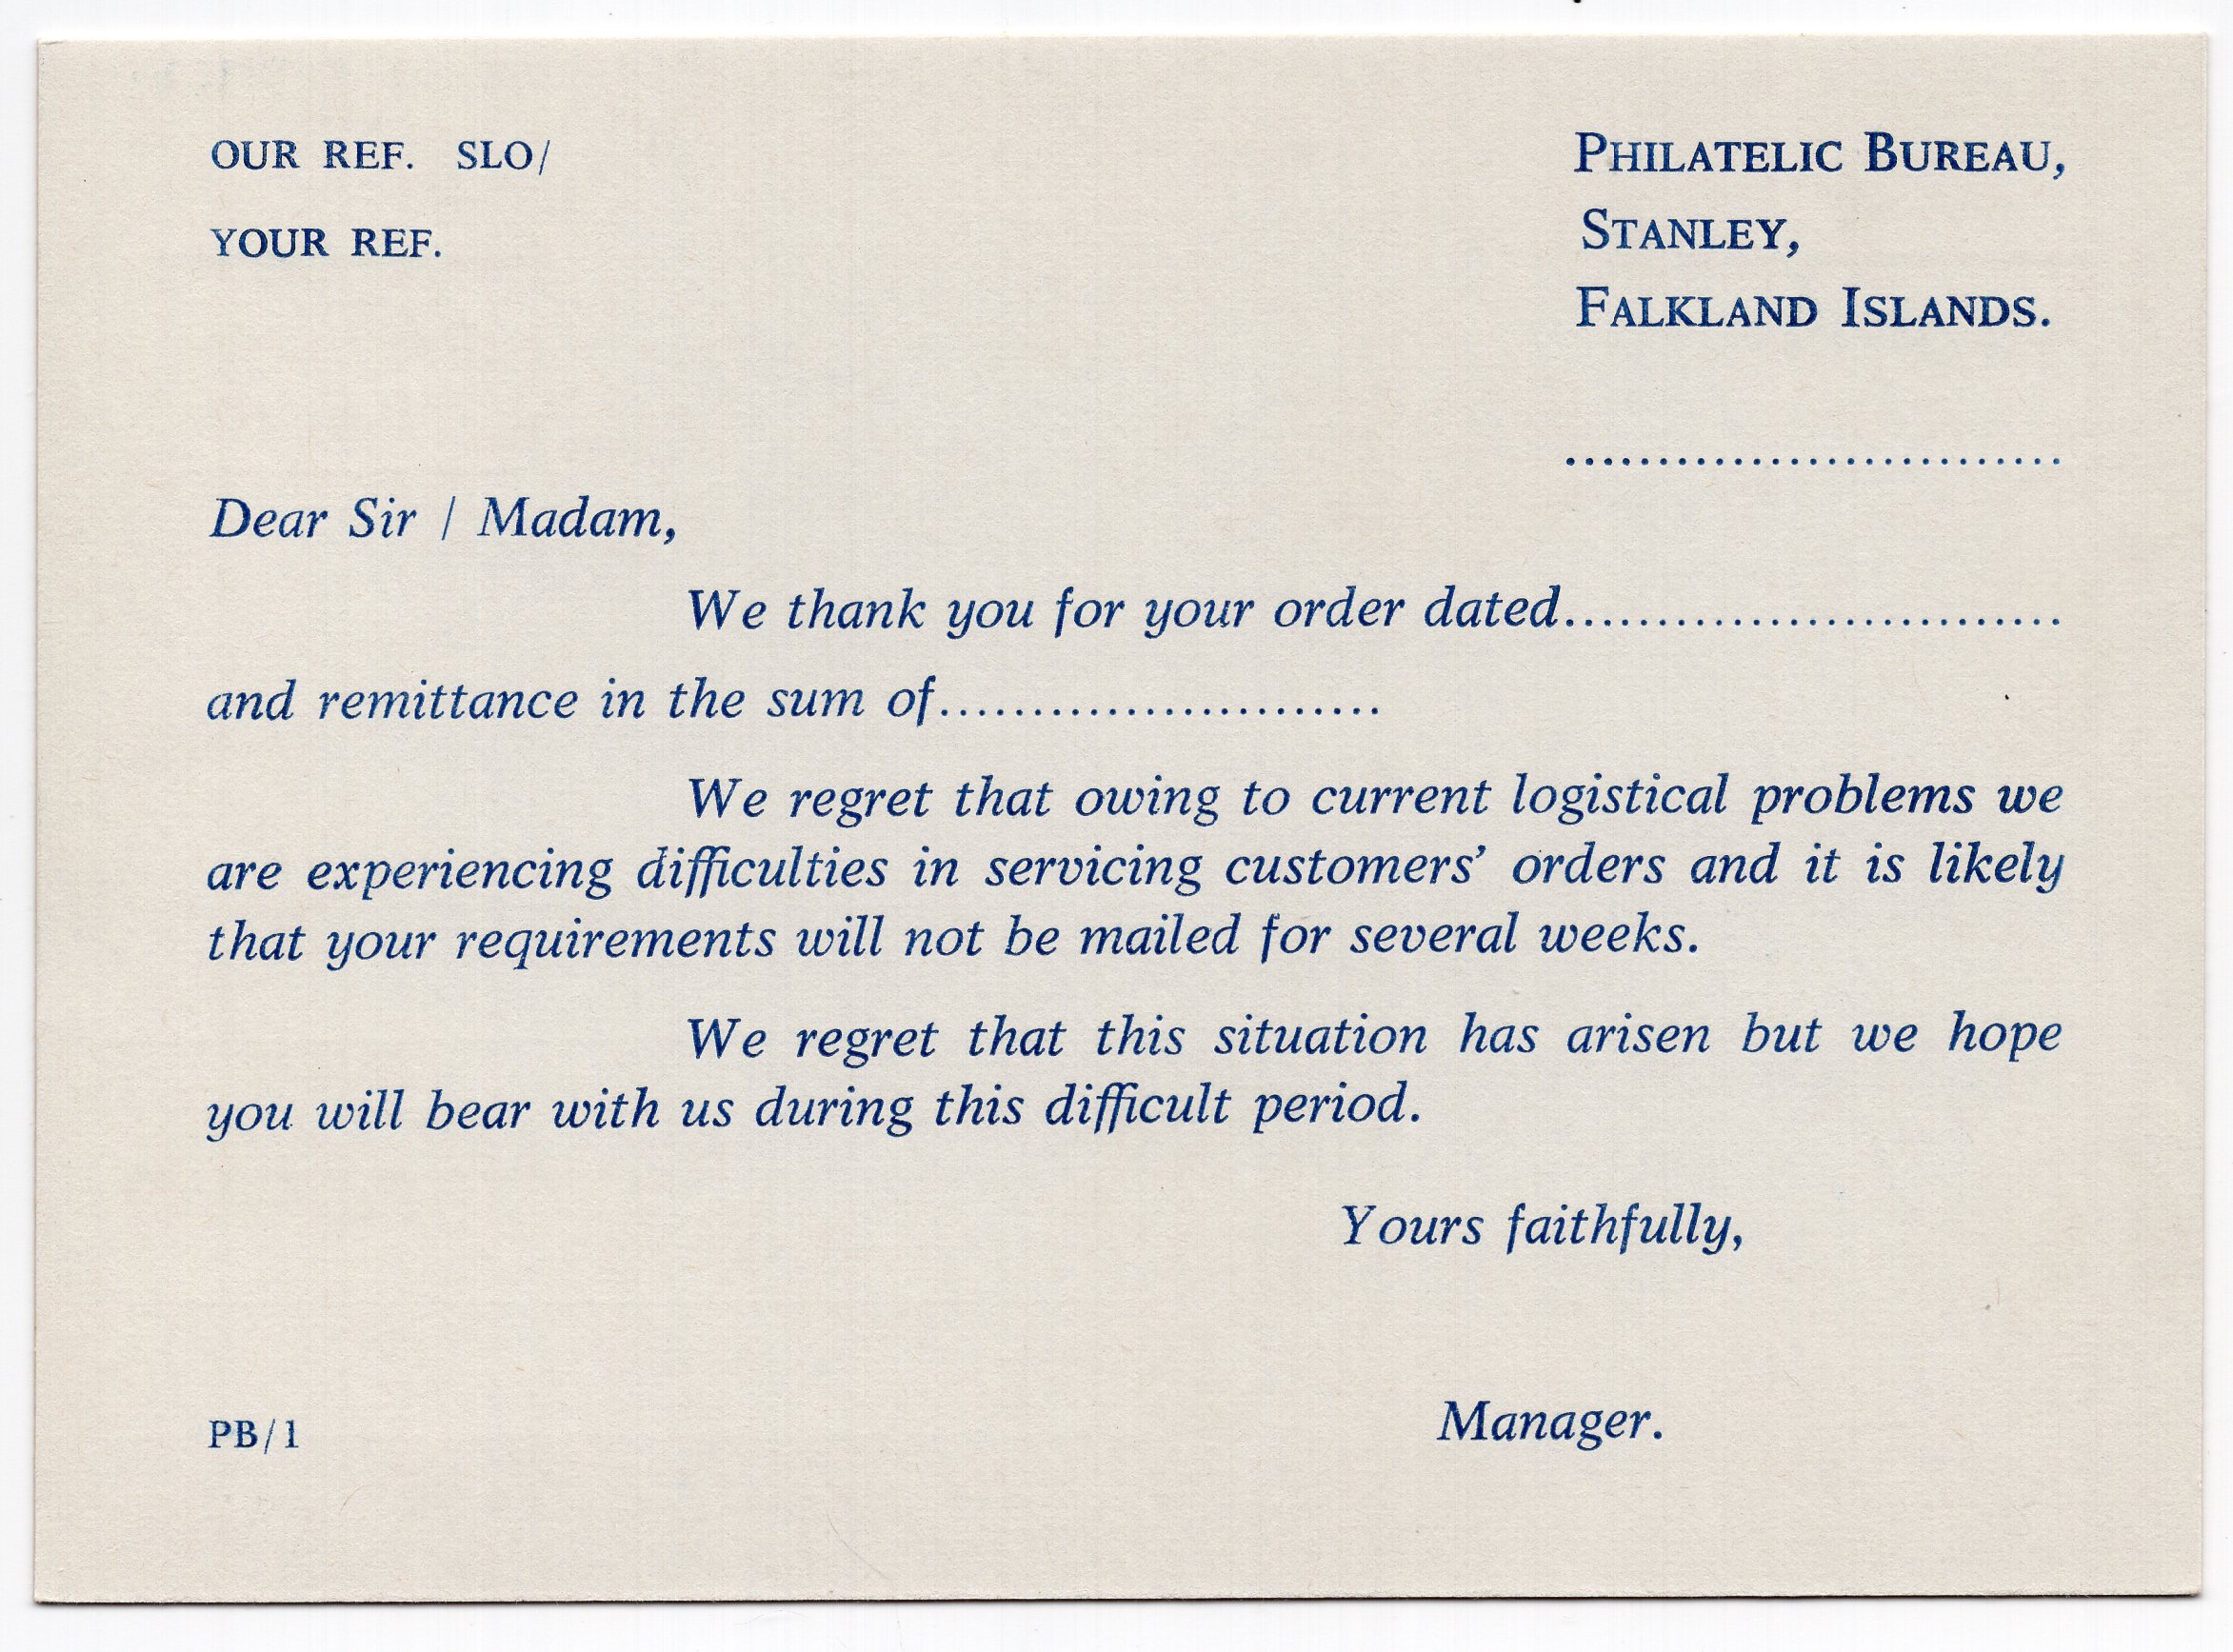 OUR REF. SLO/
YOUR REF.
PHILATELIC BUREAU,
STANLEY,
FALKLAND ISLANDS.
...........................
Dear Sir / Madam,
We thank you for your order dated...........................
and remittance in the sum of........................
We regret that owing to current logistical problems we
are experiencing difficulties in servicing customers’ orders and it is likely
that your requirements will not be mailed for several weeks.
We regret that this situation has arisen but we hope
you will bear with us during this difficult period.
Yours faithfully,
Manager.
PB/1